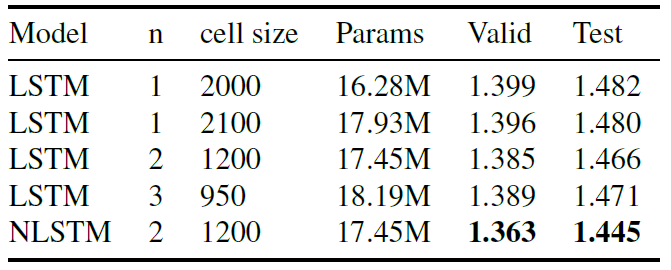 Model n cell size Params Valid Test
LSTM 1 2000 16.28M 1.399 1.482
LSTM 1 2100 17.93M 1.396 1.480
LSTM 2 1200 17.45M 1.385 1.466
LSTM 3 950 18.19M 1.389 1.471
NLSTM 2 1200 17.45M 1.363 1.445